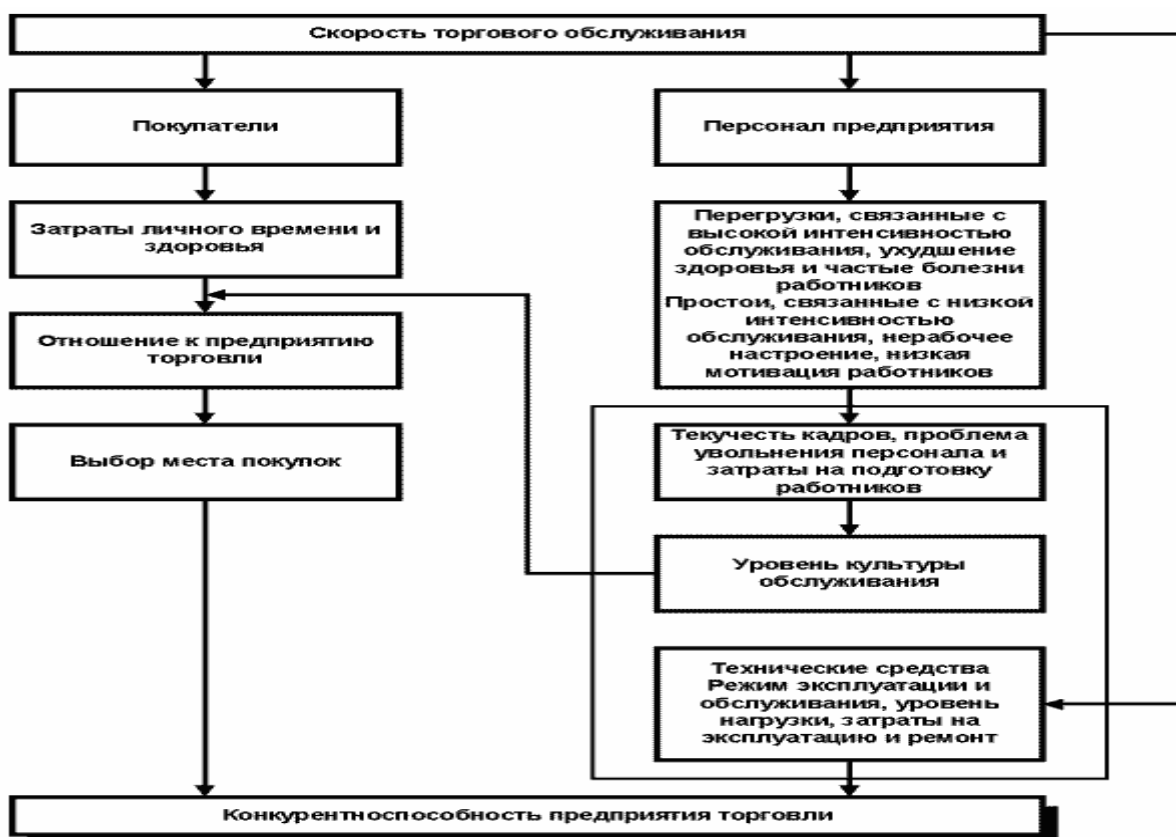 Скорость торгового обслуживания
Покупатели
Персонал предприятия
Затраты личного времени и
здоровья
Перегрузки, связанные с
высокой интенсивностью
обслуживания, ухудшение
здоровья и частые болезни
работников
Простои, связанные с низкой
интенсивностью
обслуживания, нерабочее
настроение, низкая
мотивация работников
Отношение к предприятию
торговли
Выбор места покупок
Текучесть кадров, проблема
увольнения персонала и
затраты на подготовку
работников
Уровень культуры
обслуживания
Технические средства
Режим эксплуатации и
обслуживания, уровень
нагрузки, затраты на
эксплуатацию и ремонт
Конкурентноспособность предприятия торговли